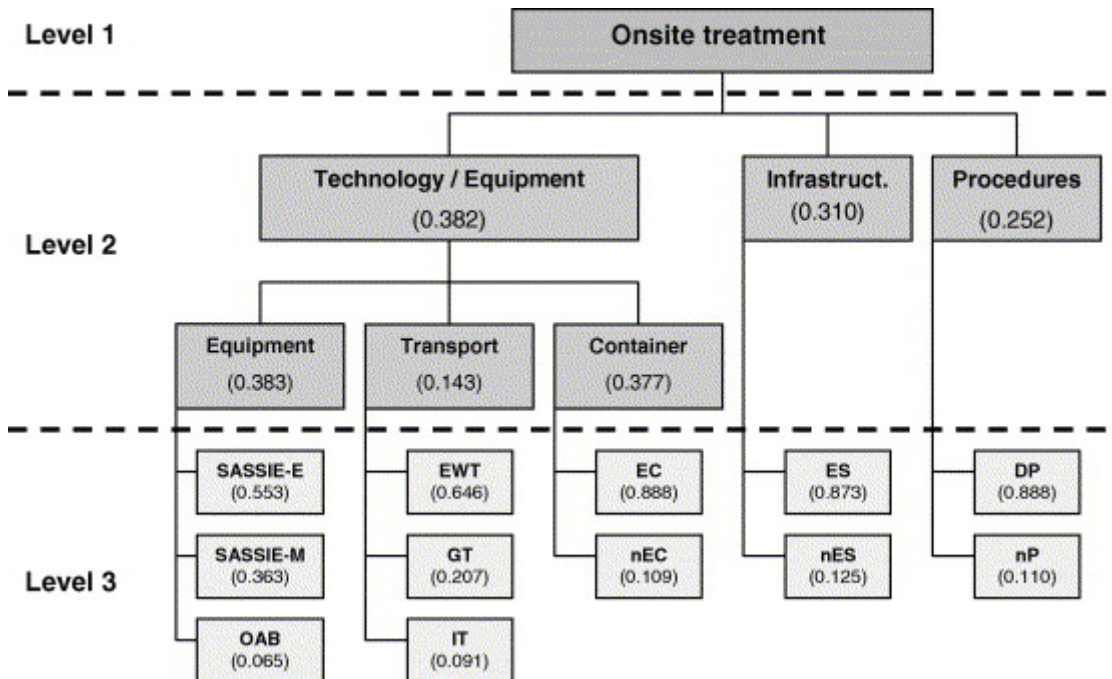 Level 1
Onsite treatment
Technology / Equipment
(0.382)
Infrastruct.
(0.310)
Procedures
(0.252)
Level 2
Equipment
(0.383)
Transport
(0.143)
Container
(0.377)
Level 3
SASSIE-E
(0.553)
EWT
(0.646)
EC
(0.888)
ES
(0.873)
DP
(0.888)
SASSIE-M
(0.363)
GT
(0.207)
nEC
(0.109)
nES
(0.125)
nP
(0.110)
OAB
(0.065)
IT
(0.091)